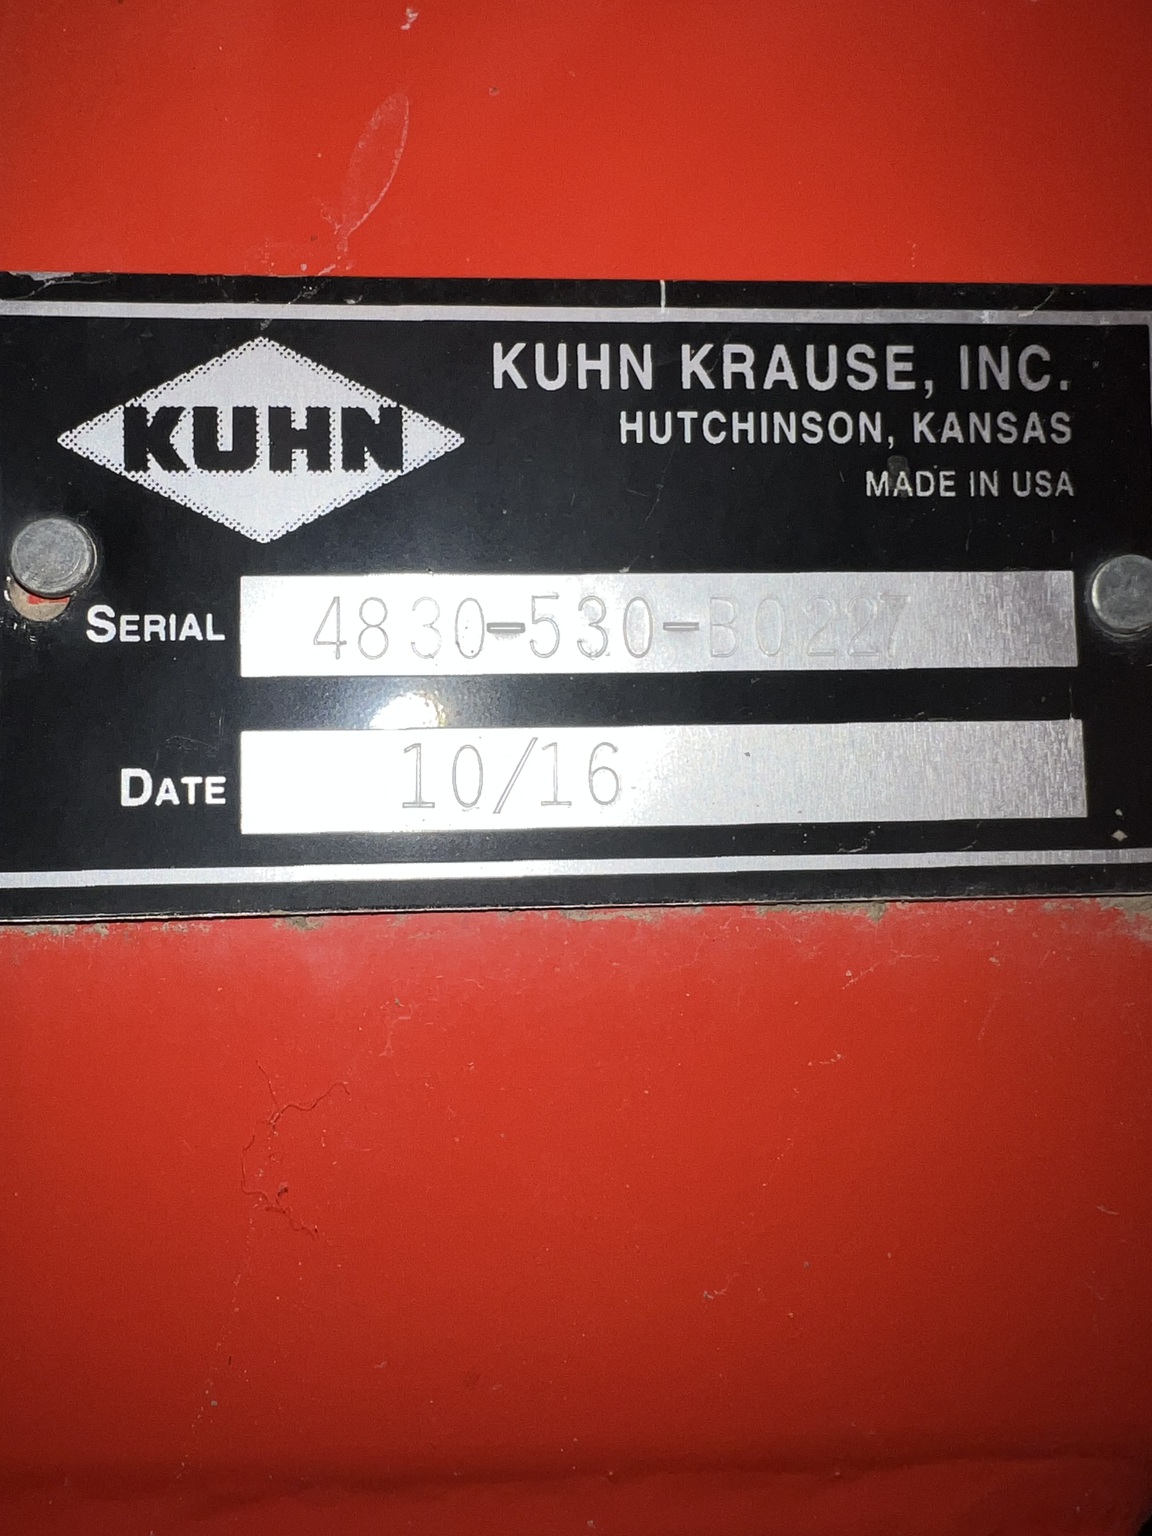 KUHN
KUHN KRAUSE, INC.
HUTCHINSON, KANSAS
MADE IN USA
SERIAL 4830-530-B0227
DATE 10/16